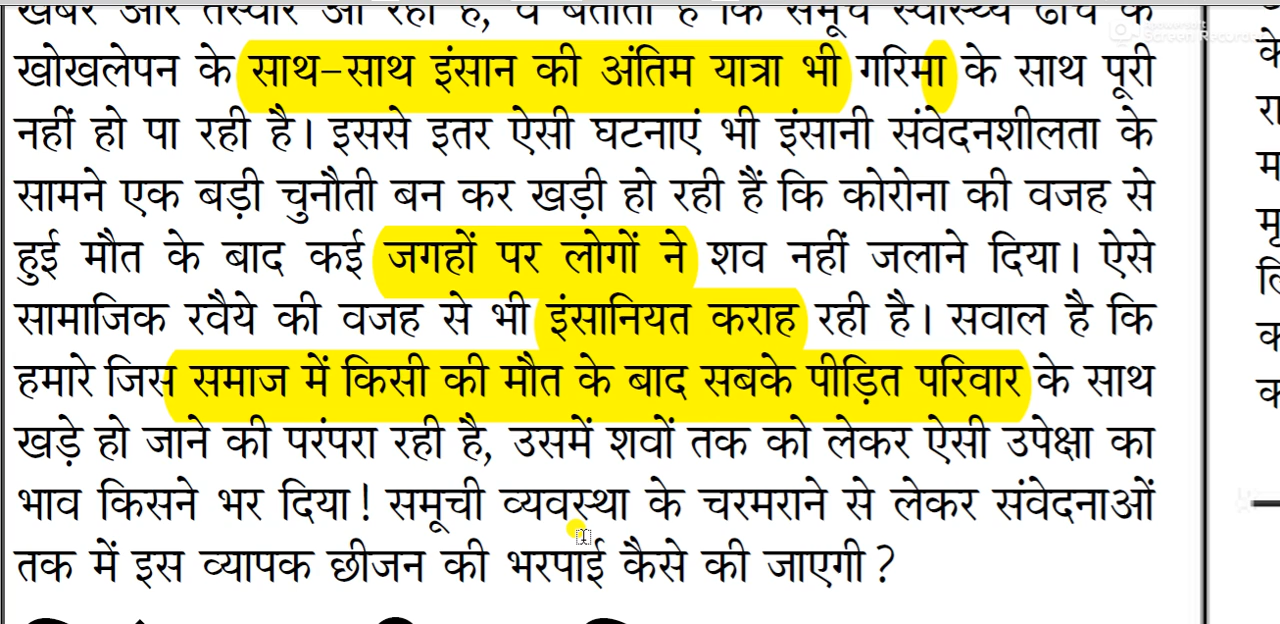 खोखलेपन के साथ-साथ इंसान की अंतिम यात्रा भी गरिमा के साथ पूरी
नहीं हो पा रही है। इससे इतर ऐसी घटनाएं भी इंसानी संवेदनशीलता के
सामने एक बड़ी चुनौती बन कर खड़ी हो रही हैं कि कोरोना की वजह से
हुई मौत के बाद कई जगहों पर लोगों ने शव नहीं जलाने दिया। ऐसे
सामाजिक रवैये की वजह से भी इंसानियत कराह रही है। सवाल है कि
हमारे जिस समाज में किसी की मौत के बाद सबके पीड़ित परिवार के साथ
खड़े हो जाने की परंपरा रही है, उसमें शवों तक को लेकर ऐसी उपेक्षा का
भाव किसने भर दिया! समूची व्यवस्था के चरमराने से लेकर संवेदनाओं
तक में इस व्यापक छीजन की भरपाई कैसे की जाएगी?